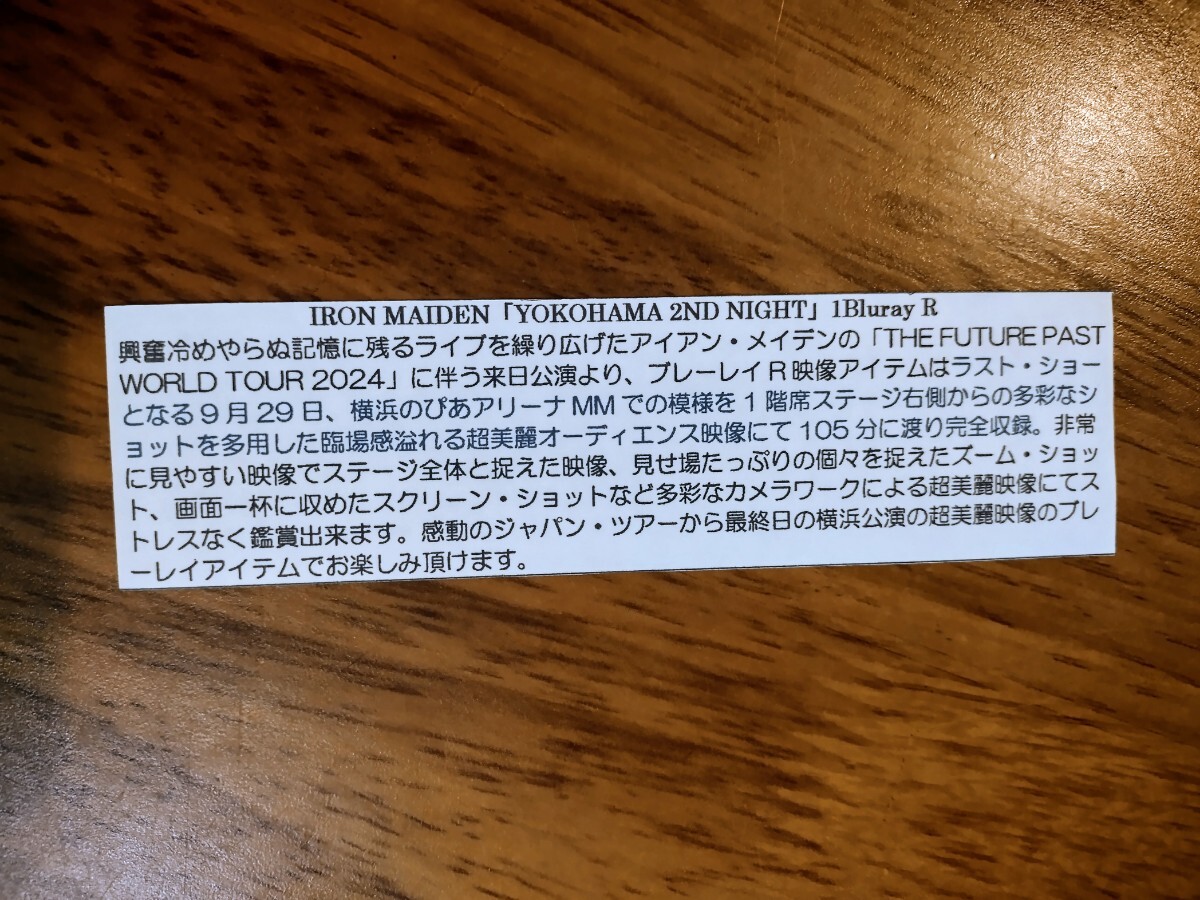 IRON MAIDEN「YOKOHAMA 2ND NIGHT」1Bluray R
興奮冷めやらぬ記憶に残るライブを繰り広げたアイアン・メイデンの「THE FUTURE PAST
WORLD TOUR 2024」に伴う来日公演より、ブレーレイR映像アイテムはラスト・ショー
となる9月29日、横浜のぴあアリーナMMでの模様を1階席ステージ右側からの多彩なシ
ョットを多用した臨場感溢れる超美麗オーディエンス映像にて105分に渡り完全収録。非常
に見やすい映像でステージ全体と捉えた映像、見せ場たっぷりの個々を捉えたズーム・ショッ
ト、画面一杯に収めたスクリーン・ショットなど多彩なカメラワークによる超美麗映像にてス
トレスなく鑑賞出来ます。感動のジャパン・ツアーから最終日の横浜公演の超美麗映像のブレ
ーレイアイテムでお楽しみ頂けます。